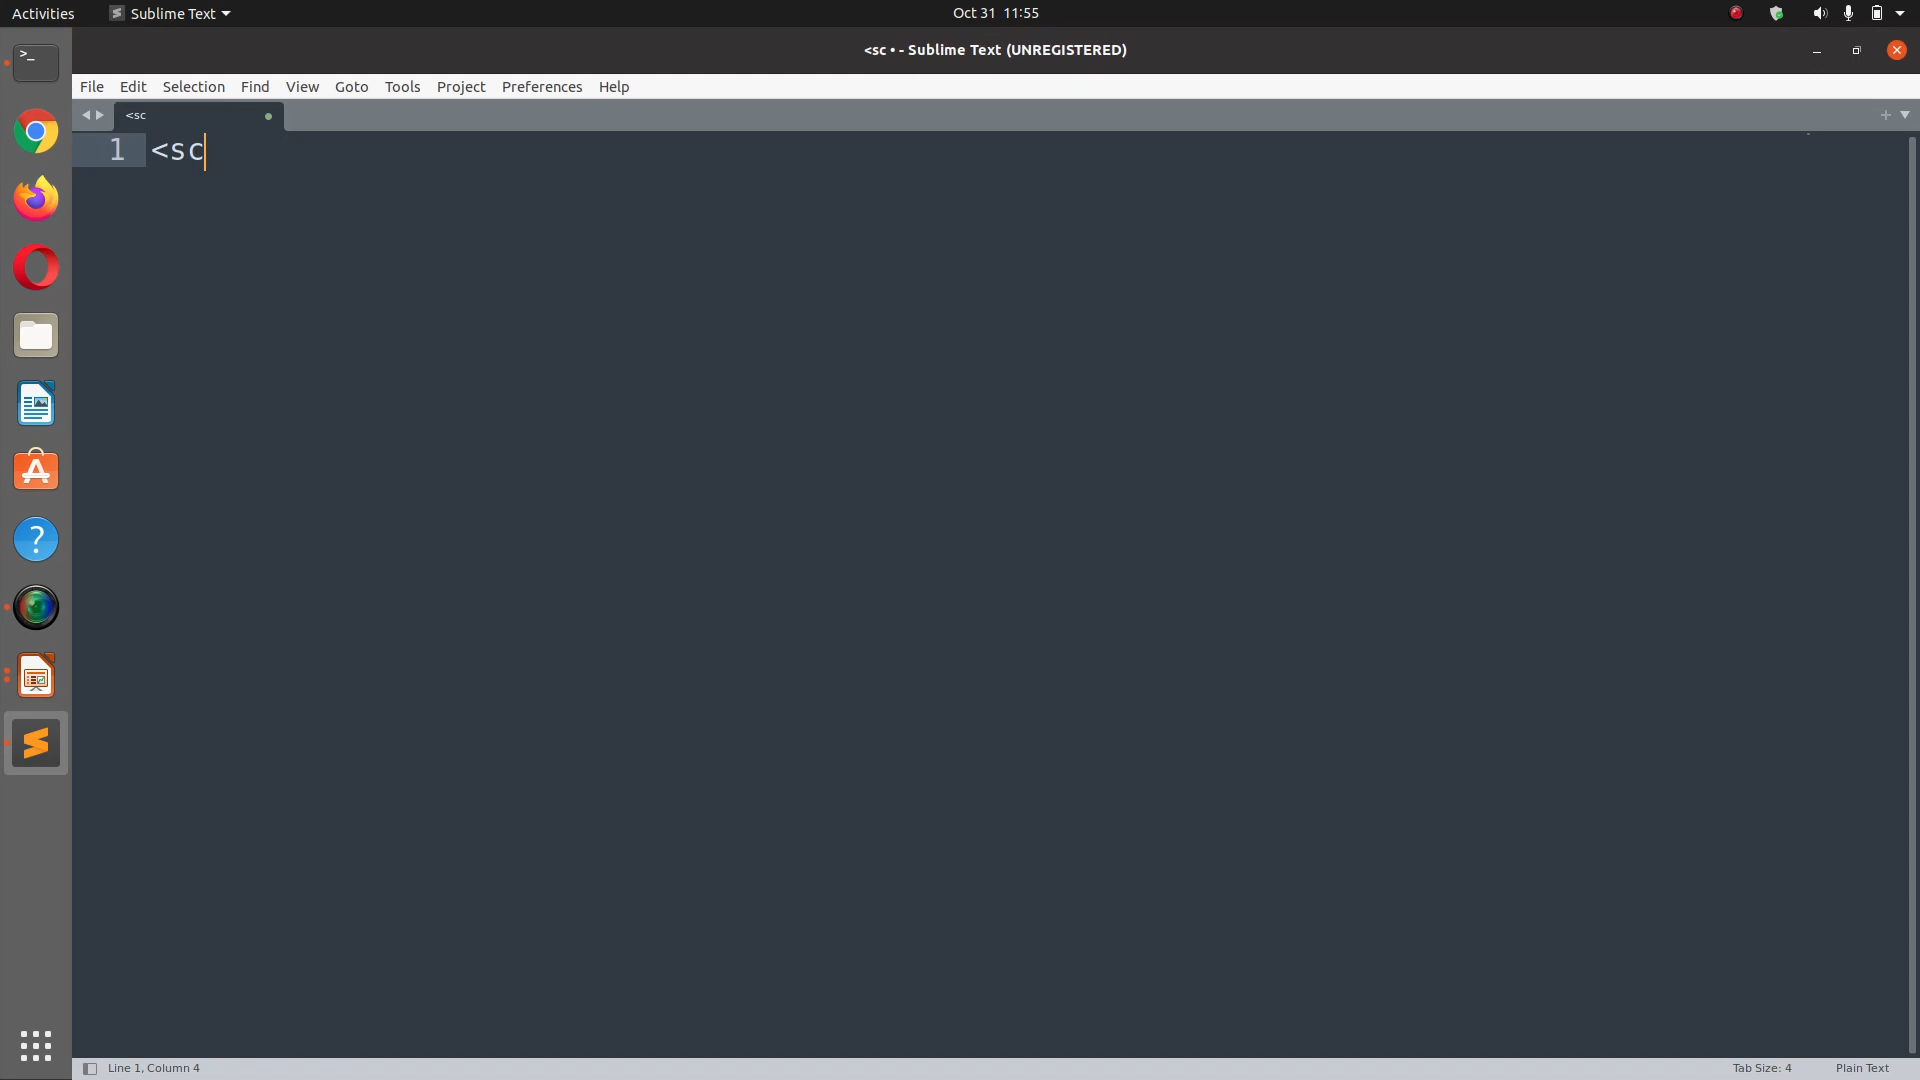 Activities Sublime Text Oct 31 11:55
<sc • - Sublime Text (UNREGISTERED)
File Edit Selection Find View Goto Tools Project Preferences Help
<sc
1 <sc
Line 1, Column 4 Tab Size: 4 Plain Text